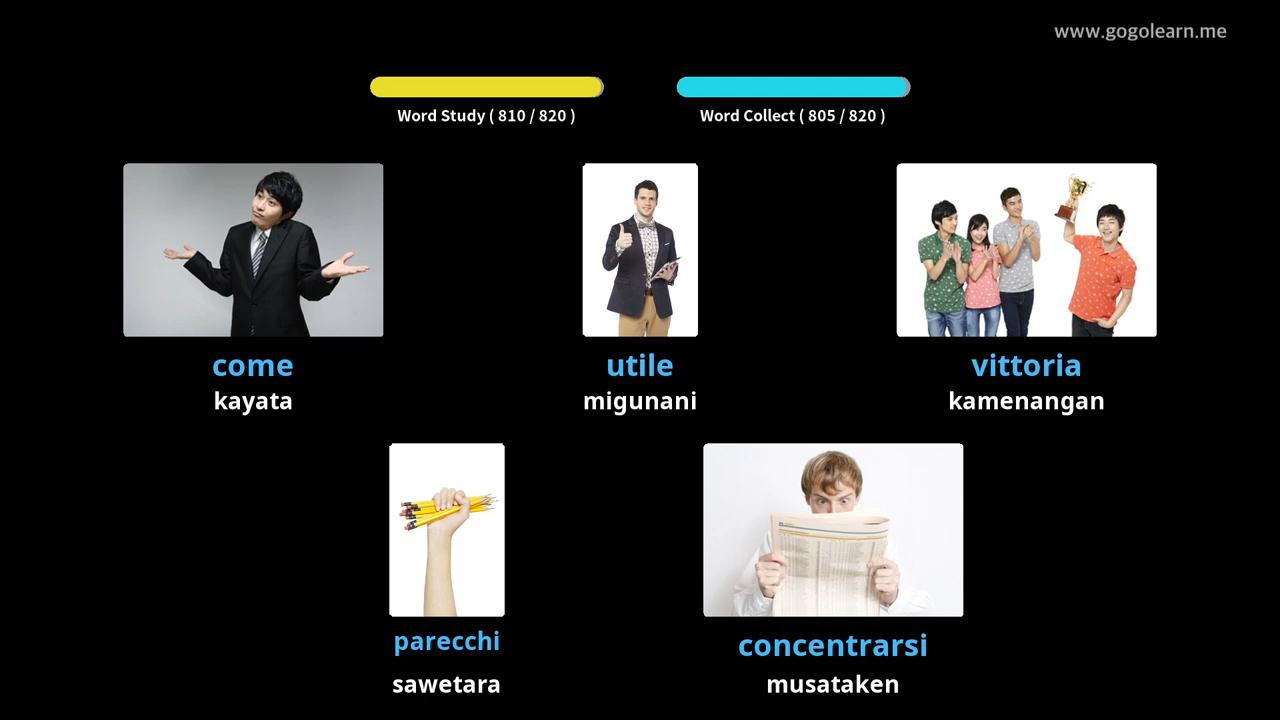 www.gogolearn.me
Word Study ( 810 / 820 )
Word Collect ( 805 / 820 )
come
kayata
utile
migunani
vittoria
kamenangan
parecchi
sawetara
concentrarsi
musataken